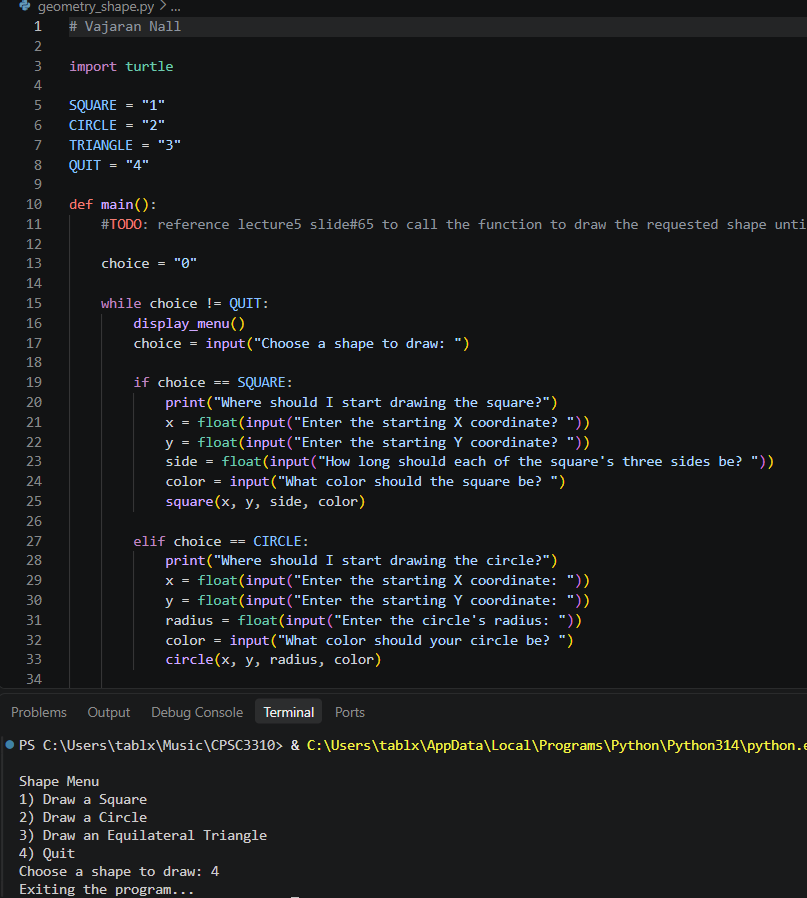 geometry_shape.py > ...
1 # Vajaran Nall
2
3 import turtle
4
5 SQUARE = "1"
6 CIRCLE = "2"
7 TRIANGLE = "3"
8 QUIT = "4"
9
10 def main():
11     #TODO: reference lecture5 slide#65 to call the function to draw the requested shape unti
12
13     choice = "0"
14
15     while choice != QUIT:
16         display_menu()
17         choice = input("Choose a shape to draw: ")
18
19         if choice == SQUARE:
20             print("Where should I start drawing the square?")
21             x = float(input("Enter the starting X coordinate? "))
22             y = float(input("Enter the starting Y coordinate? "))
23             side = float(input("How long should each of the square's three sides be? "))
24             color = input("What color should the square be? ")
25             square(x, y, side, color)
26
27         elif choice == CIRCLE:
28             print("Where should I start drawing the circle?")
29             x = float(input("Enter the starting X coordinate: "))
30             y = float(input("Enter the starting Y coordinate: "))
31             radius = float(input("Enter the circle's radius: "))
32             color = input("What color should your circle be? ")
33             circle(x, y, radius, color)
34
Problems Output Debug Console Terminal Ports
PS C:\Users\tablx\Music\CPSC3310> & C:\Users\tablx\AppData\Local\Programs\Python\Python314\python.e
Shape Menu
1) Draw a Square
2) Draw a Circle
3) Draw an Equilateral Triangle
4) Quit
Choose a shape to draw: 4
Exiting the program...